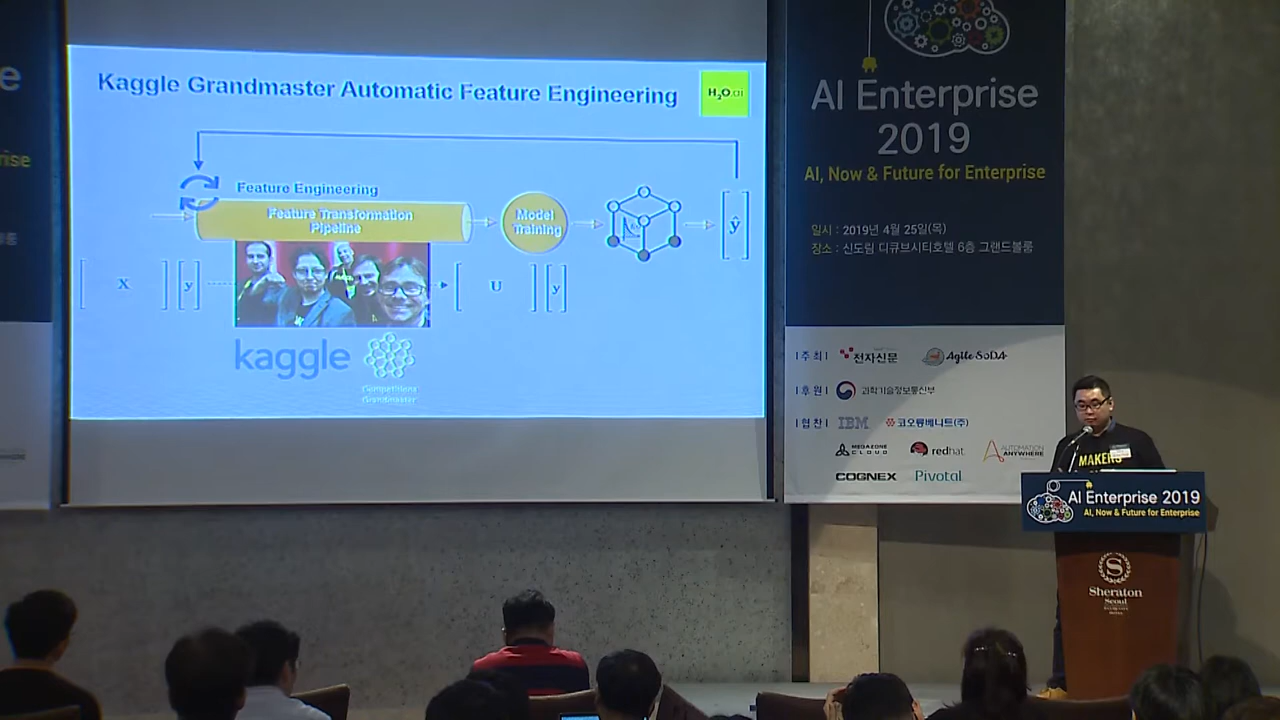 Kaggle Grandmaster Automatic Feature Engineering
H₂O.ai
Feature Engineering
Feature Transformation
Pipeline
Model
Training
ŷ
X
y
U
y
kaggle
Competitions
Grandmaster
e
rise
AI Enterprise
2019
AI, Now & Future for Enterprise
일시 : 2019년 4월 25일(목)
장소 : 신도림 디큐브시티호텔 6층 그랜드볼룸
주 최
전자신문
Agile SoDA
후 원
과학기술정보통신부
협 찬
IBM
코오롱베니트(주)
MEGAZONE
CLOUD
redhat
AUTOMATION
ANYWHERE
COGNEX
Pivotal
MAKERS
AI Enterprise 2019
AI, Now & Future for Enterprise
S
Sheraton
Seoul